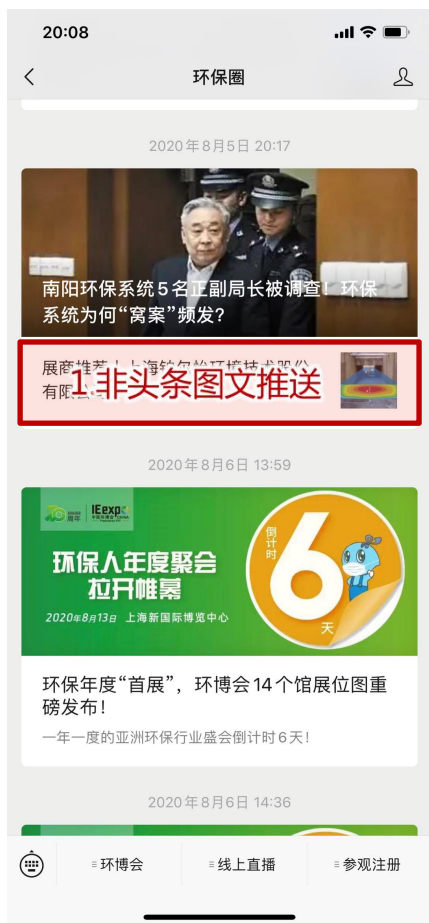 20:08
环保圈
2020年8月5日 20:17
南阳环保系统5名正副局长被调查！环保
系统为何“窝案”频发？
展商推荐
有限
1.非头条图文推送
2020年8月6日 13:59
周年
IEexpo
环保人年度聚会
拉开帷幕
2020年8月13日 上海新国际博览中心
倒计时
6
天
环保年度“首展”，环博会14个馆展位图重
磅发布！
一年一度的亚洲环保行业盛会倒计时6天！
2020年8月6日 14:36
环博会
线上直播
参观注册